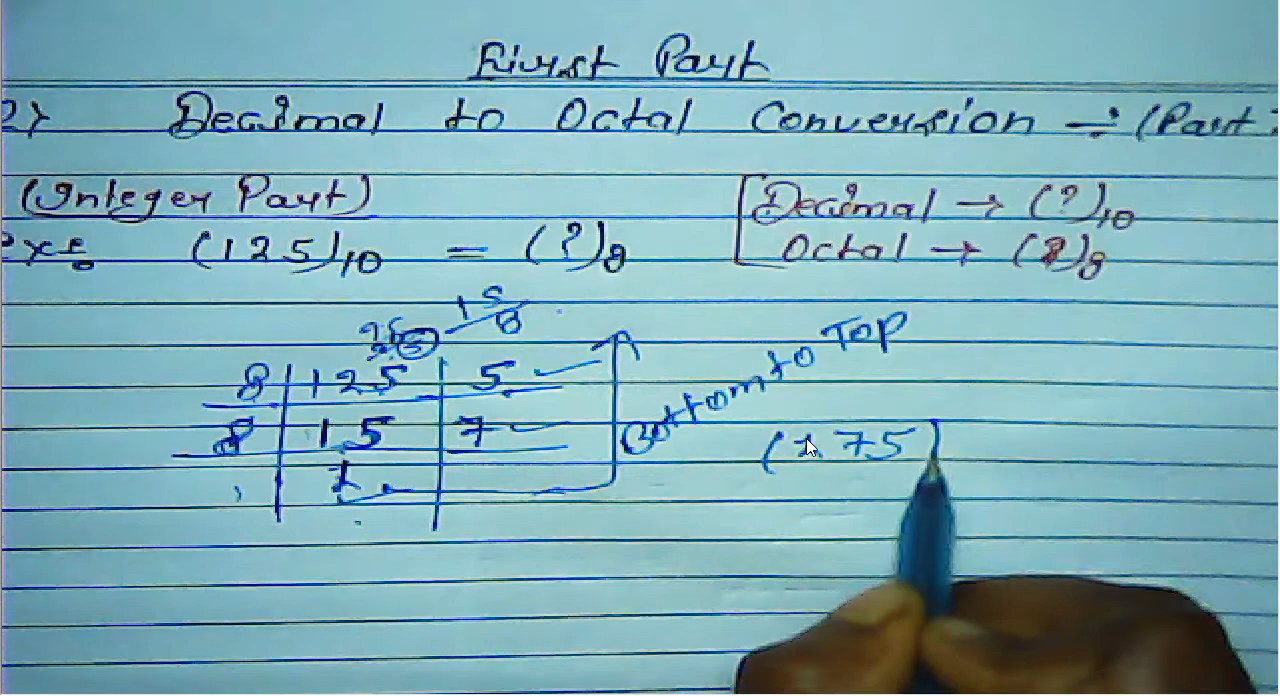 First Part
2) Decimal to Octal Conversion ÷ (Part
(Integer Part)
[Decimal → (?)10
Octal → (?)8
(125)10 = (?)8
15
8
8 | 125 | 5
8 | 15 | 7
1
Bottom to Top
(175)